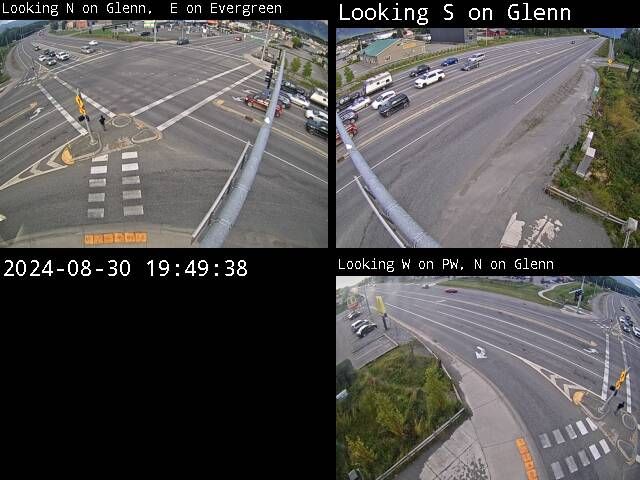 Looking N on Glenn, E on Evergreen
Looking S on Glenn
2024-08-30 19:49:38
Looking W on PW, N on Glenn